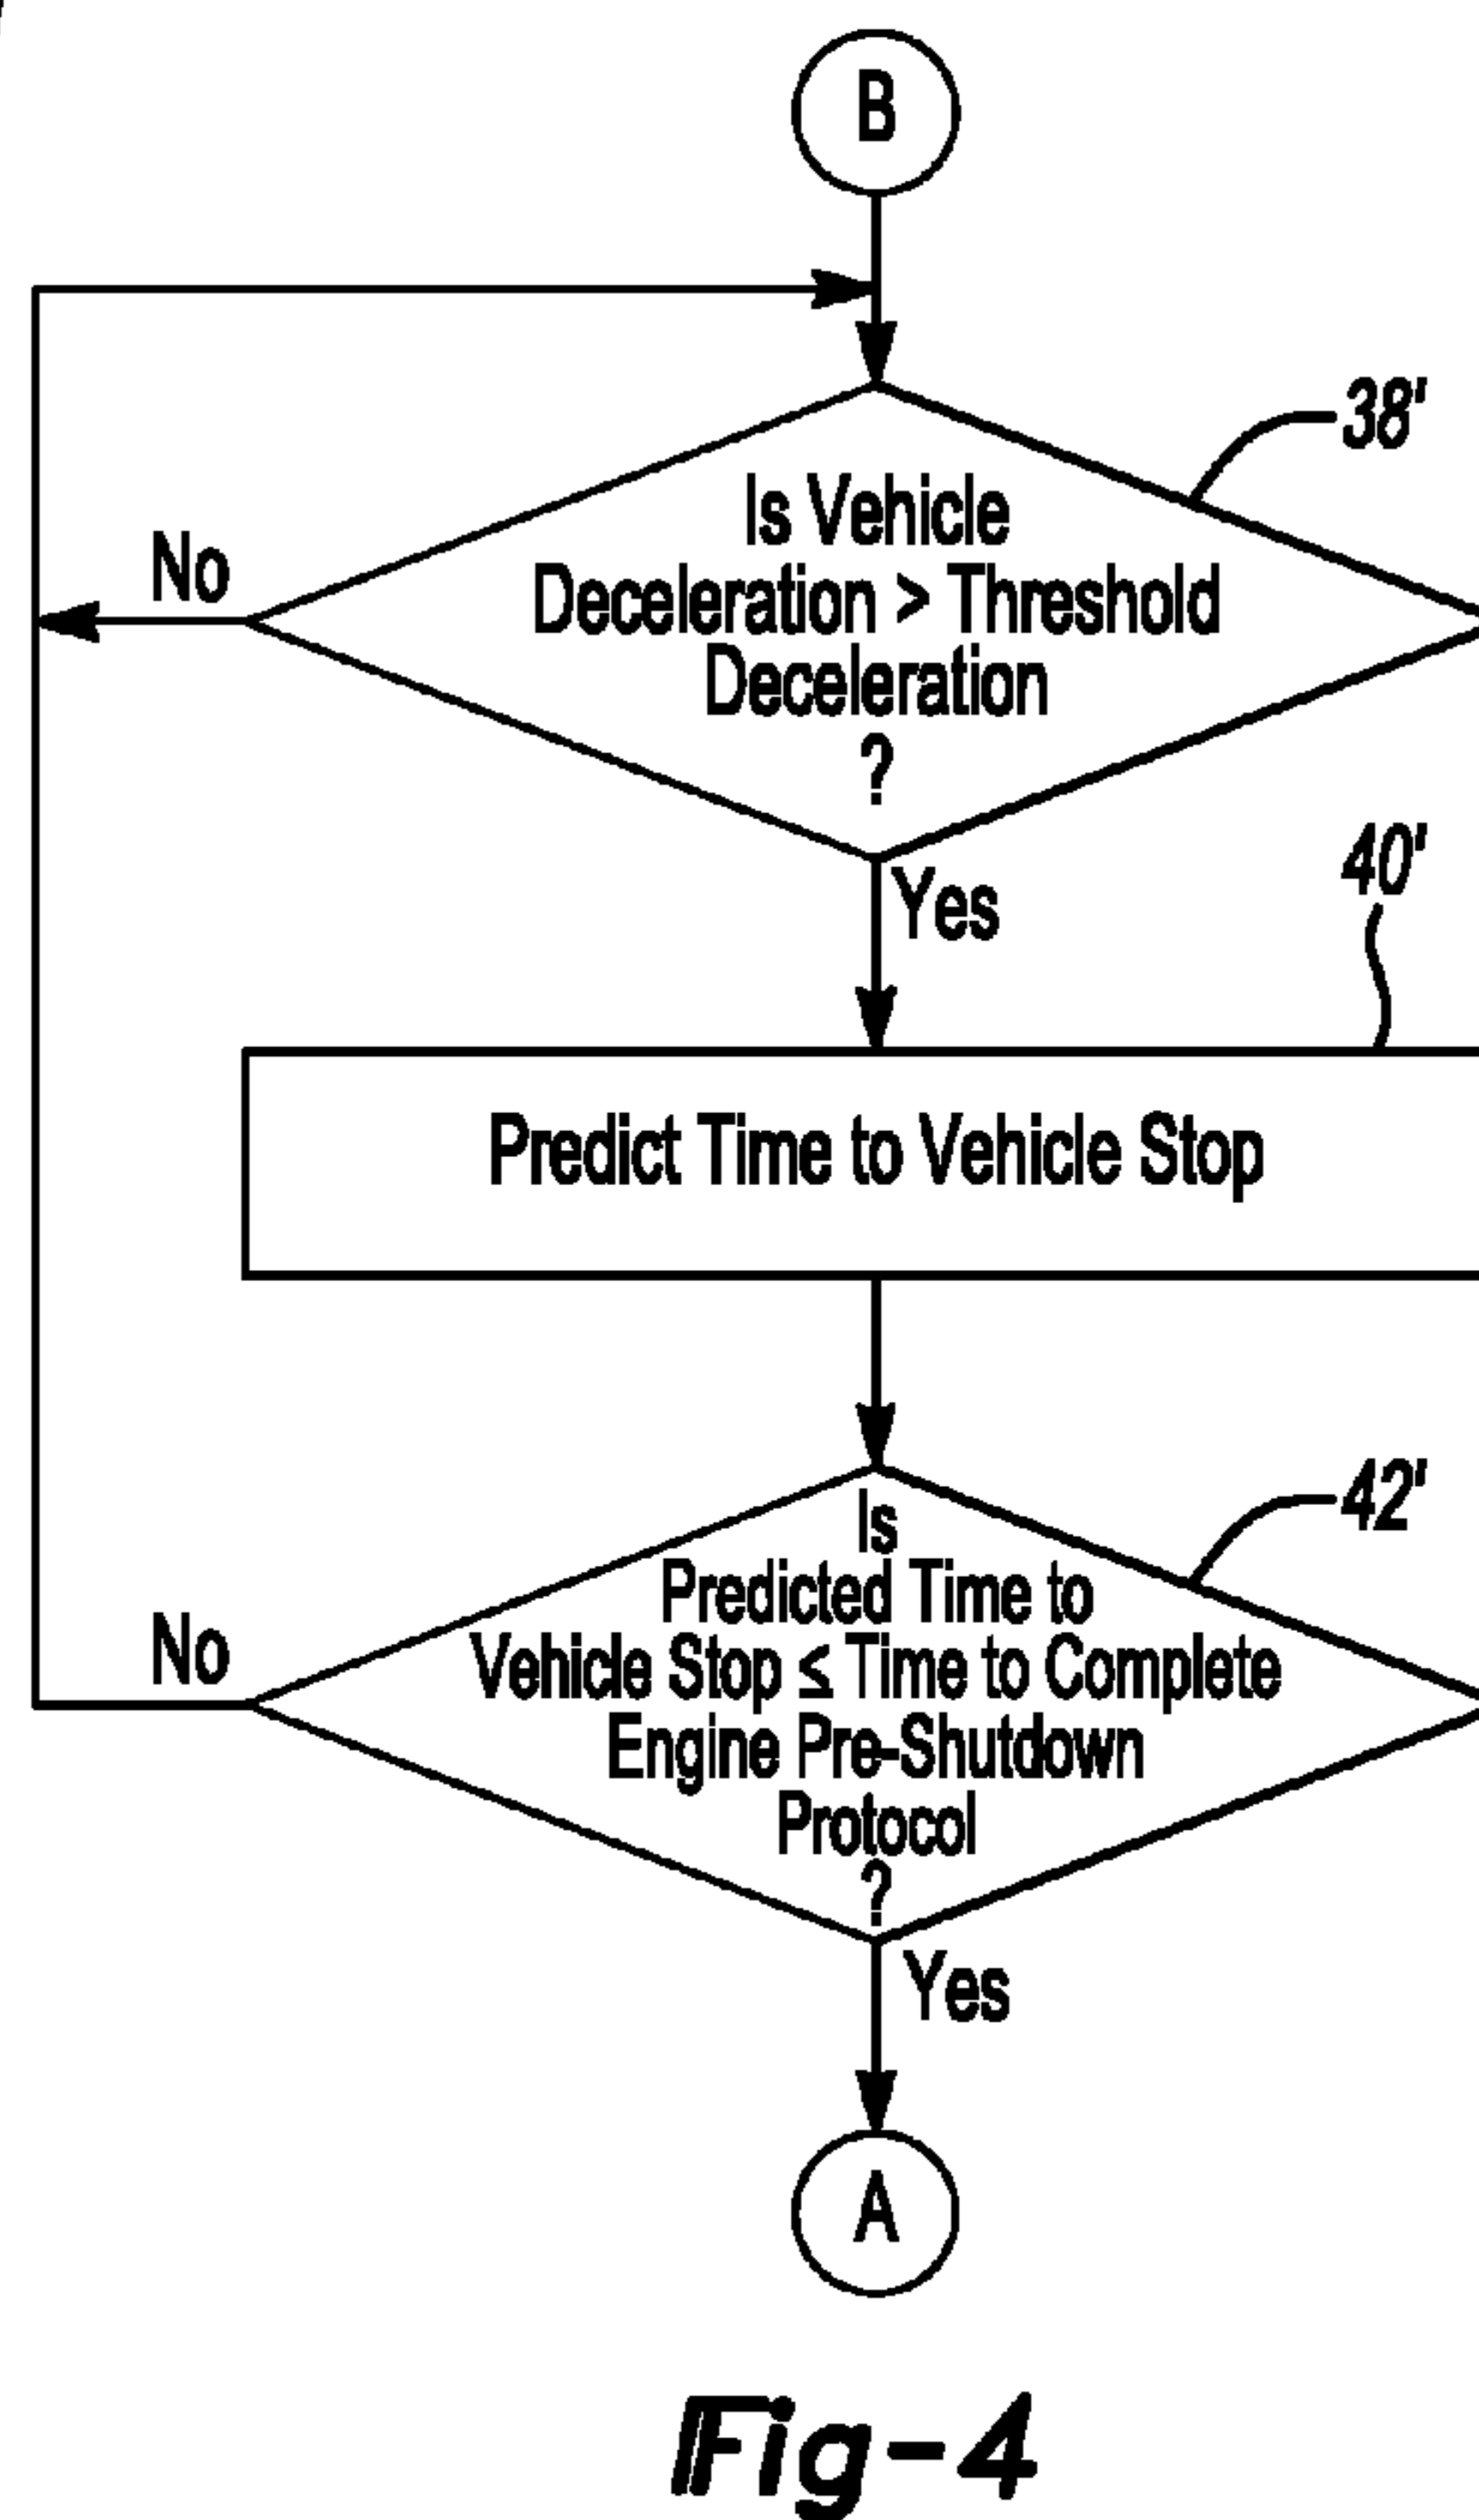 B
38'
Is Vehicle
Deceleration > Threshold
Deceleration
?
No
Yes
40'
Predict Time to Vehicle Stop
42'
Is
Predicted Time to
Vehicle Stop ≤ Time to Complete
Engine Pre-Shutdown
Protocol
?
No
Yes
A
Fig-4